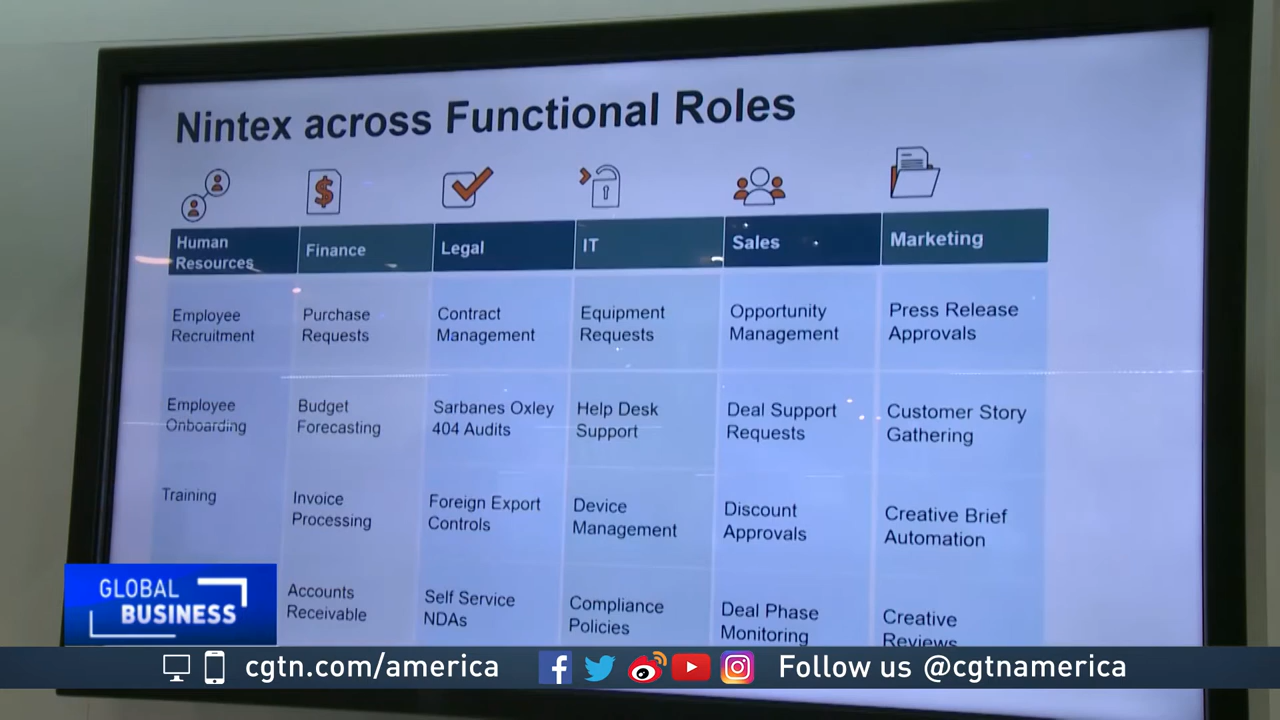 Nintex across Functional Roles
Human
Resources
Finance
Legal
IT
Sales
Marketing
Employee
Recruitment
Purchase
Requests
Contract
Management
Equipment
Requests
Opportunity
Management
Press Release
Approvals
Employee
Onboarding
Budget
Forecasting
Sarbanes Oxley
404 Audits
Help Desk
Support
Deal Support
Requests
Customer Story
Gathering
Training
Invoice
Processing
Foreign Export
Controls
Device
Management
Discount
Approvals
Creative Brief
Automation
Accounts
Receivable
Self Service
NDAs
Compliance
Policies
Deal Phase
Monitoring
Creative
Reviews
GLOBAL
BUSINESS
cgtn.com/america
Follow us @cgtnamerica